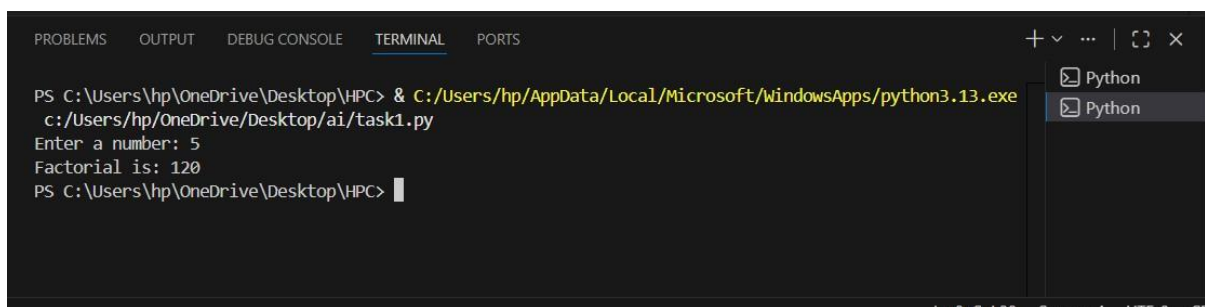 PROBLEMS OUTPUT DEBUG CONSOLE TERMINAL PORTS
PS C:\Users\hp\OneDrive\Desktop\HPC> & C:/Users/hp/AppData/Local/Microsoft/WindowsApps/python3.13.exe
c:/Users/hp/OneDrive/Desktop/ai/task1.py
Enter a number: 5
Factorial is: 120
PS C:\Users\hp\OneDrive\Desktop\HPC>
Python
Python